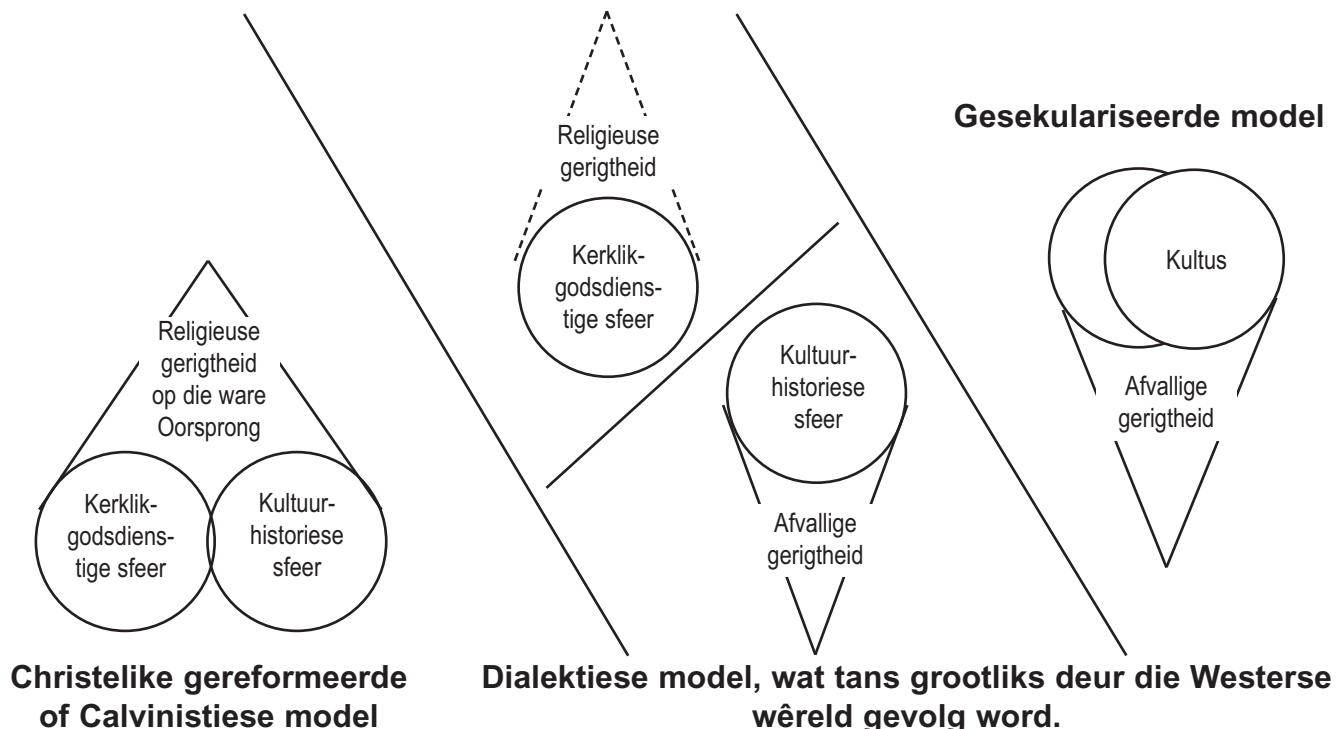 Religieuse
gerigtheid
op die ware
Oorsprong
Kerklik-
godsdiens-
tige sfeer
Kultuur-
historiese
sfeer
Christelike gereformeerde
of Calvinistiese model
Religieuse
gerigtheid
Kerklik-
godsdiens-
tige sfeer
Kultuur-
historiese
sfeer
Afvallige
gerigtheid
Dialektiese model, wat tans grootliks deur die Westerse
wêreld gevolg word.
Gesekulariseerde model
Kultus
Afvallige
gerigtheid